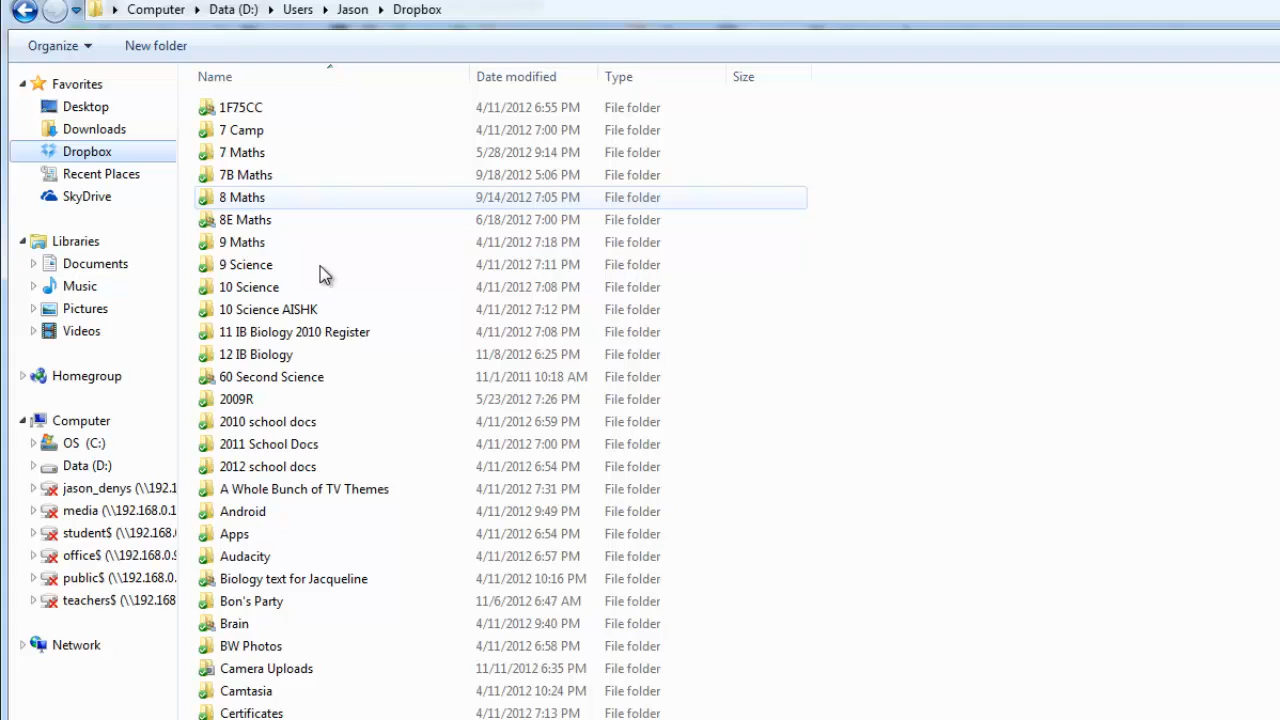 Computer Data (D:) Users Jason Dropbox
Organize New folder
Name Date modified Type Size
Favorites
Desktop
Downloads
Dropbox
Recent Places
SkyDrive
Libraries
Documents
Music
Pictures
Videos
Homegroup
Computer
OS (C:)
Data (D:)
jason_denys (\\192.1
media (\\192.168.0.1
student$ (\\192.168.
office$ (\\192.168.0.9
public$ (\\192.168.0.
teachers$ (\\192.168
Network
1F75CC 4/11/2012 6:55 PM File folder
7 Camp 4/11/2012 7:00 PM File folder
7 Maths 5/28/2012 9:14 PM File folder
7B Maths 9/18/2012 5:06 PM File folder
8 Maths 9/14/2012 7:05 PM File folder
8E Maths 6/18/2012 7:00 PM File folder
9 Maths 4/11/2012 7:18 PM File folder
9 Science 4/11/2012 7:11 PM File folder
10 Science 4/11/2012 7:08 PM File folder
10 Science AISHK 4/11/2012 7:12 PM File folder
11 IB Biology 2010 Register 4/11/2012 7:08 PM File folder
12 IB Biology 11/8/2012 6:25 PM File folder
60 Second Science 11/1/2011 10:18 AM File folder
2009R 5/23/2012 7:26 PM File folder
2010 school docs 4/11/2012 6:59 PM File folder
2011 School Docs 4/11/2012 7:00 PM File folder
2012 school docs 4/11/2012 6:54 PM File folder
A Whole Bunch of TV Themes 4/11/2012 7:31 PM File folder
Android 4/11/2012 9:49 PM File folder
Apps 4/11/2012 6:54 PM File folder
Audacity 4/11/2012 6:57 PM File folder
Biology text for Jacqueline 4/11/2012 10:16 PM File folder
Bon's Party 11/6/2012 6:47 AM File folder
Brain 4/11/2012 9:40 PM File folder
BW Photos 4/11/2012 6:58 PM File folder
Camera Uploads 11/11/2012 6:35 PM File folder
Camtasia 4/11/2012 10:24 PM File folder
Certificates 4/11/2012 7:13 PM File folder